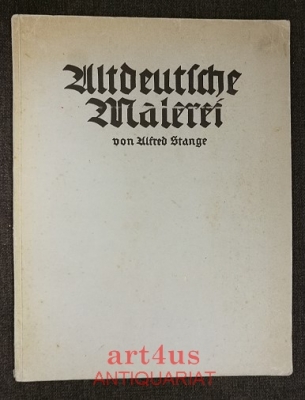 Altdeutsche
Malerei
von Alfred Stange
art4us
ANTIQUARIAT